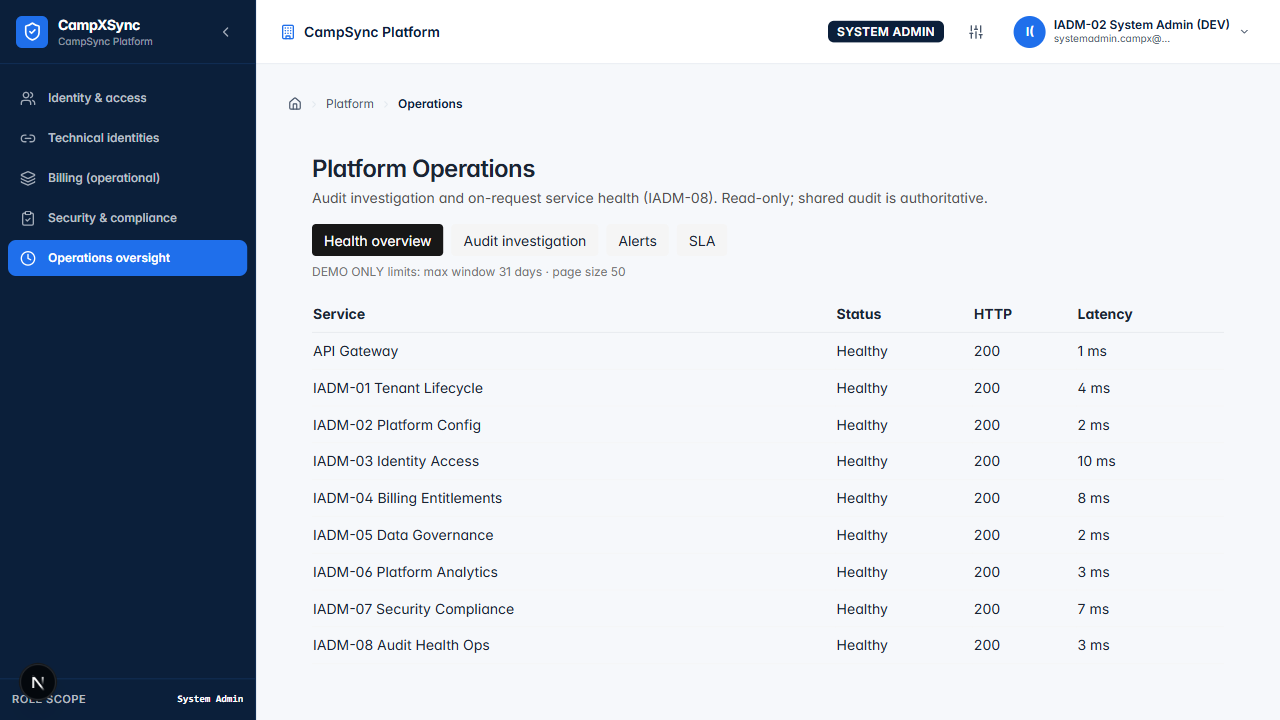 CampXSync
CampSync Platform
Identity & access
Technical identities
Billing (operational)
Security & compliance
Operations oversight
N
ROLE SCOPE
System Admin
CampSync Platform
SYSTEM ADMIN
I(
IADM-02 System Admin (DEV)
systemadmin.campx@...
Platform
Operations
Platform Operations
Audit investigation and on-request service health (IADM-08). Read-only; shared audit is authoritative.
Health overview
Audit investigation
Alerts
SLA
DEMO ONLY limits: max window 31 days · page size 50
Service Status HTTP Latency
API Gateway Healthy 200 1 ms
IADM-01 Tenant Lifecycle Healthy 200 4 ms
IADM-02 Platform Config Healthy 200 2 ms
IADM-03 Identity Access Healthy 200 10 ms
IADM-04 Billing Entitlements Healthy 200 8 ms
IADM-05 Data Governance Healthy 200 2 ms
IADM-06 Platform Analytics Healthy 200 3 ms
IADM-07 Security Compliance Healthy 200 7 ms
IADM-08 Audit Health Ops Healthy 200 3 ms